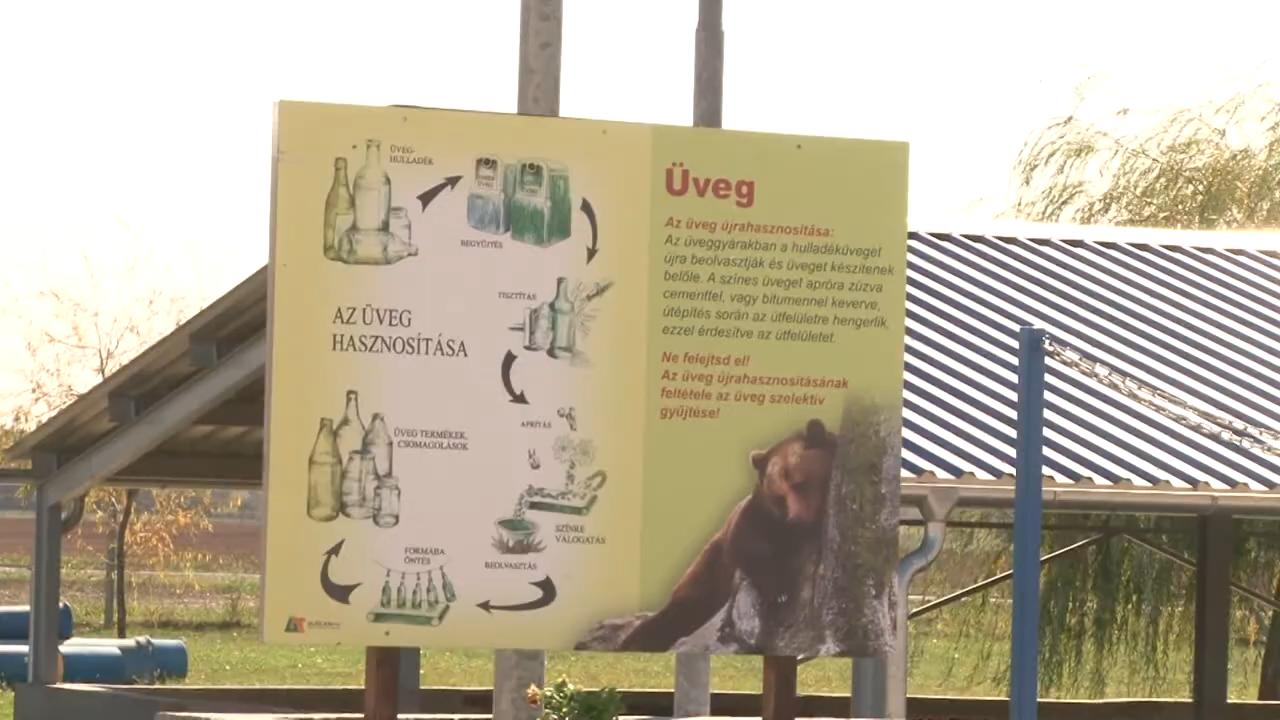 ÜVEG-
HULLADÉK
BEGYŰJTÉS
TISZTÍTÁS
AZ ÜVEG
HASZNOSÍTÁSA
APRÍTÁS
ÜVEG TERMÉKEK,
CSOMAGOLÁSOK
SZÍNRE
VÁLOGATÁS
BEOLVASZTÁS
FORMÁBA
ÖNTÉS
Üveg
Az üveg újrahasznosítása:
Az üveggyárakban a hulladéküveget
újra beolvasztják és üveget készítenek
belőle. A színes üveget apróra zúzva
cementtel, vagy bitumennel keverve,
útépítés során az útfelületre hengerlik,
ezzel érdesítve az útfelületet.
Ne felejtsd el!
Az üveg újrahasznosításának
feltétele az üveg szelektív
gyűjtése!